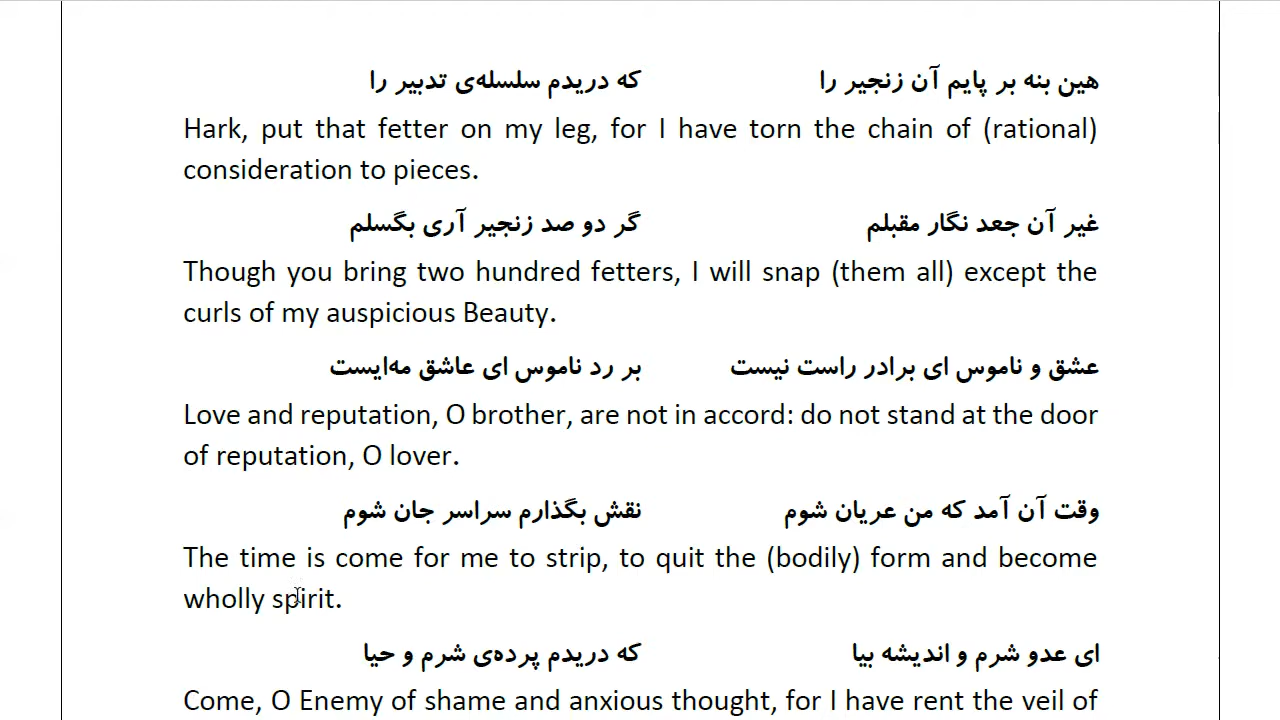 هین بنه بر پایم آن زنجیر را که دریدم سلسله‌ی تدبیر را
Hark, put that fetter on my leg, for I have torn the chain of (rational)
consideration to pieces.
غیر آن جعد نگار مقبلم گر دو صد زنجیر آری بگسلم
Though you bring two hundred fetters, I will snap (them all) except the
curls of my auspicious Beauty.
عشق و ناموس ای برادر راست نیست بر رد ناموس ای عاشق مه‌ایست
Love and reputation, O brother, are not in accord: do not stand at the door
of reputation, O lover.
وقت آن آمد که من عریان شوم نقش بگذارم سراسر جان شوم
The time is come for me to strip, to quit the (bodily) form and become
wholly spirit.
ای عدو شرم و اندیشه بیا که دریدم پرده‌ی شرم و حیا
Come, O Enemy of shame and anxious thought, for I have rent the veil of